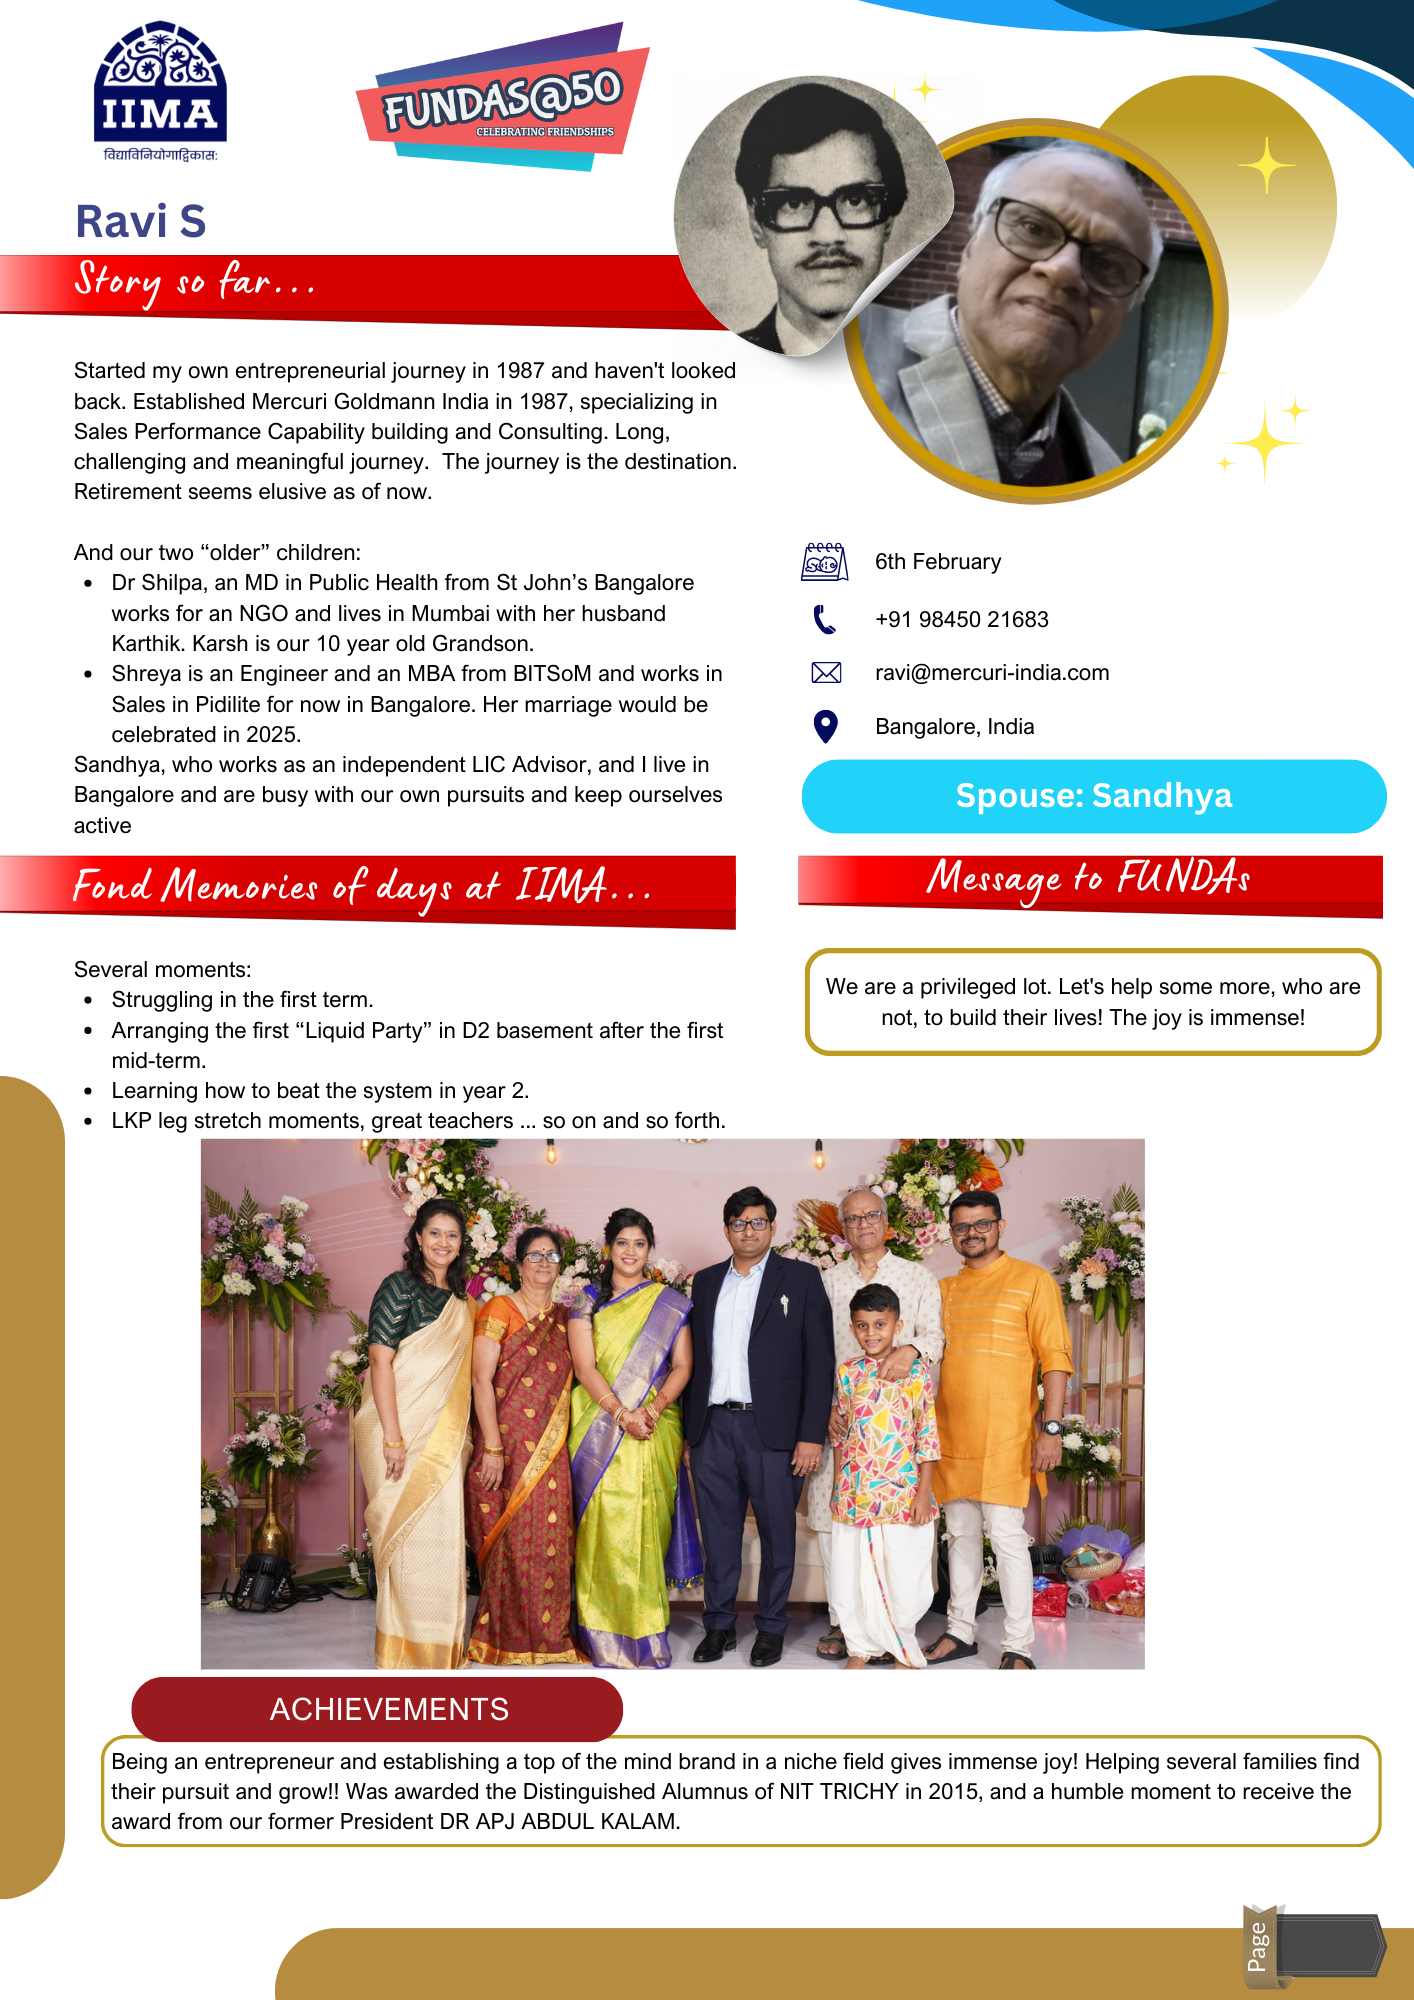 IIMA
विद्याविनियोगाद्विकास:
FUNDAS@50
CELEBRATING FRIENDSHIPS
Ravi S
Story so far...
Started my own entrepreneurial journey in 1987 and haven't looked
back. Established Mercuri Goldmann India in 1987, specializing in
Sales Performance Capability building and Consulting. Long,
challenging and meaningful journey.  The journey is the destination.
Retirement seems elusive as of now.
And our two “older” children:
• Dr Shilpa, an MD in Public Health from St John’s Bangalore
works for an NGO and lives in Mumbai with her husband
Karthik. Karsh is our 10 year old Grandson.
• Shreya is an Engineer and an MBA from BITSoM and works in
Sales in Pidilite for now in Bangalore. Her marriage would be
celebrated in 2025.
Sandhya, who works as an independent LIC Advisor, and I live in
Bangalore and are busy with our own pursuits and keep ourselves
active
6th February
+91 98450 21683
ravi@mercuri-india.com
Bangalore, India
Spouse: Sandhya
Fond Memories of days at IIMA...
Several moments:
• Struggling in the first term.
• Arranging the first “Liquid Party” in D2 basement after the first
mid-term.
• Learning how to beat the system in year 2.
• LKP leg stretch moments, great teachers ... so on and so forth.
Message to FUNDAs
We are a privileged lot. Let's help some more, who are
not, to build their lives! The joy is immense!
ACHIEVEMENTS
Being an entrepreneur and establishing a top of the mind brand in a niche field gives immense joy! Helping several families find
their pursuit and grow!! Was awarded the Distinguished Alumnus of NIT TRICHY in 2015, and a humble moment to receive the
award from our former President DR APJ ABDUL KALAM.
Page